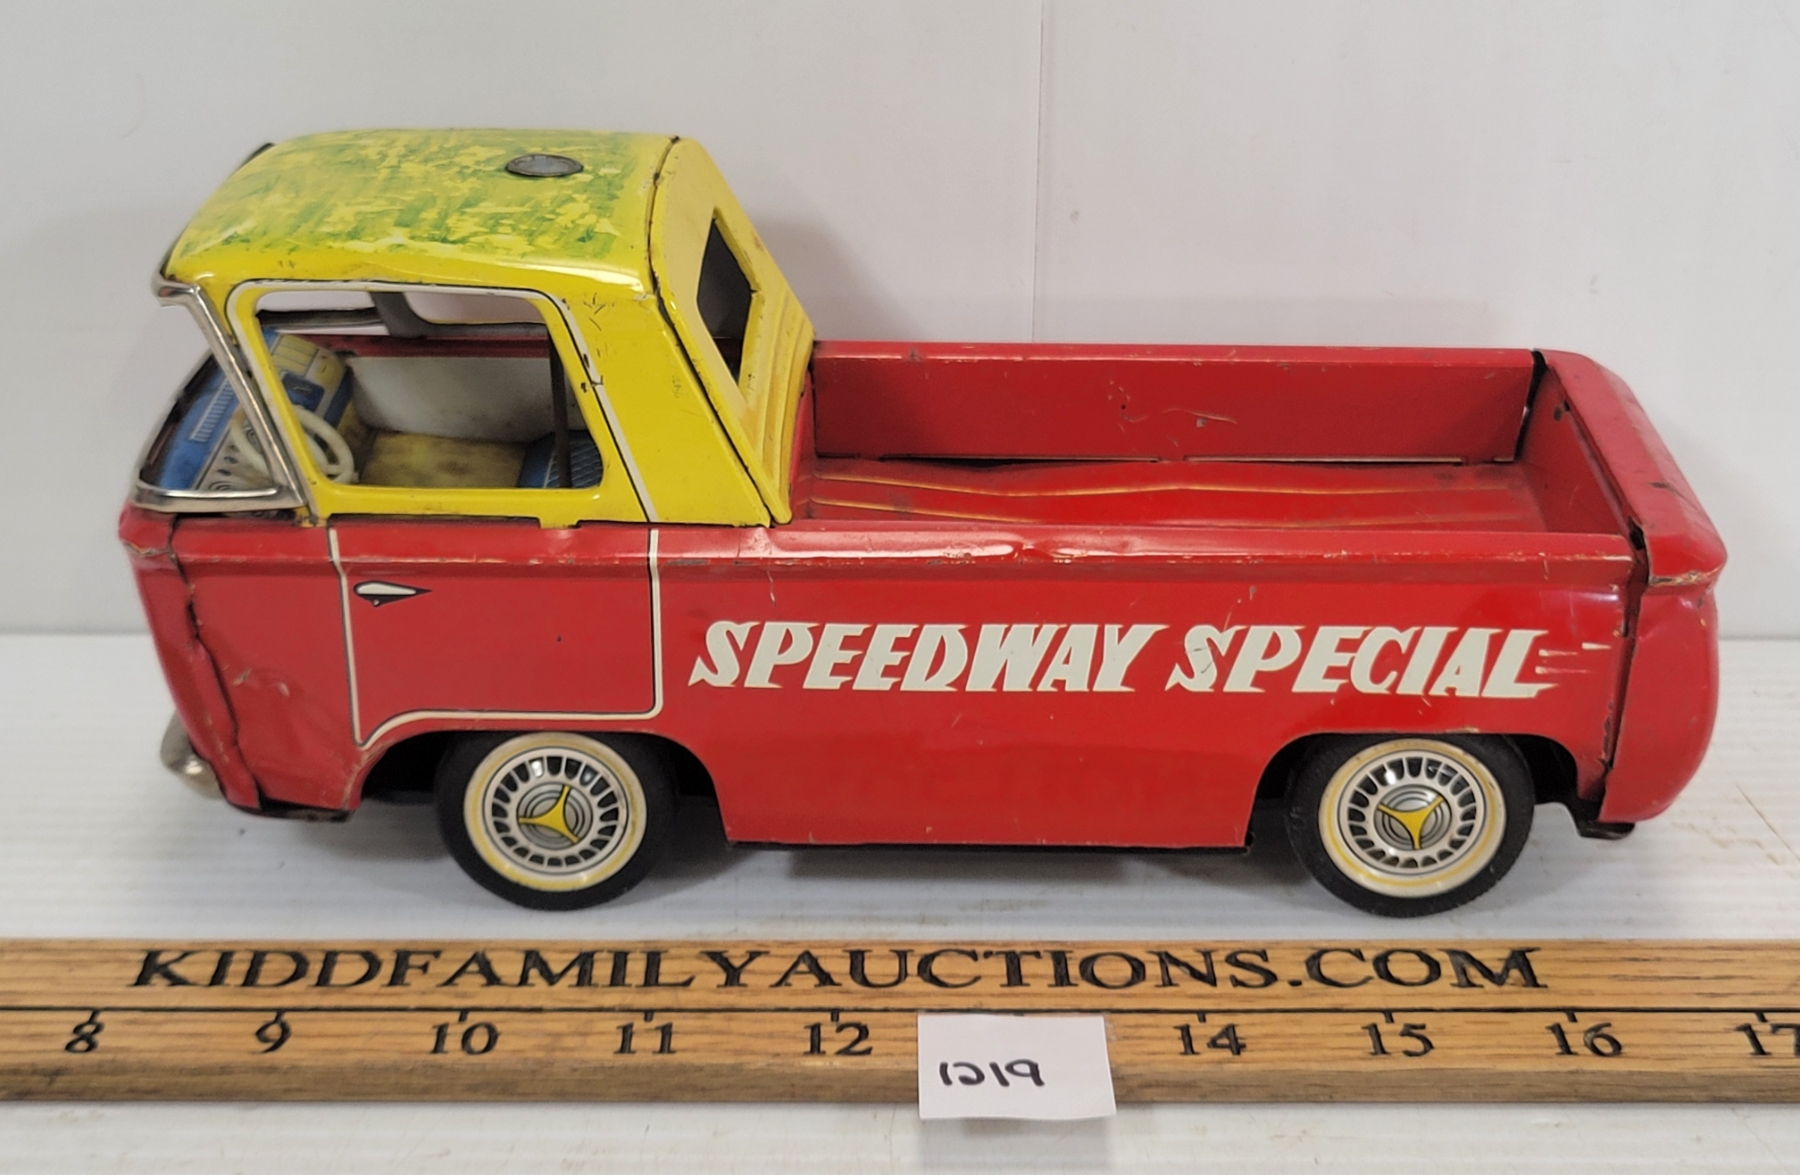 SPEEDWAY SPECIAL
KIDDFAMILYAUCTIONS.COM
8 9 10 11 12 14 15 16 17
1219